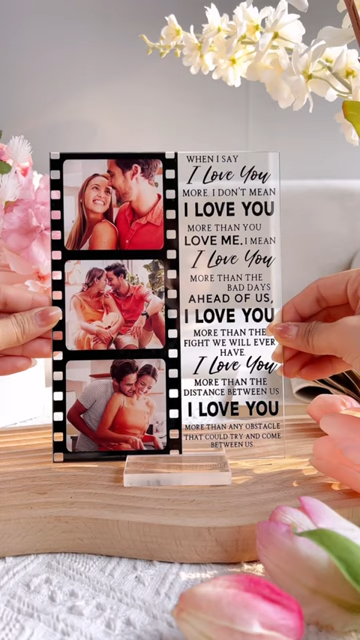 WHEN I SAY
I Love You
MORE, I DON'T MEAN
I LOVE YOU
MORE THAN YOU
LOVE ME. I MEAN
I Love You
MORE THAN THE
BAD DAYS
AHEAD OF US,
I LOVE YOU
MORE THAN THE
FIGHT WE WILL EVER
HAVE.
I Love You
MORE THAN THE
DISTANCE BETWEEN US
I LOVE YOU
MORE THAN ANY OBSTACLE
THAT COULD TRY AND COME
BETWEEN US.